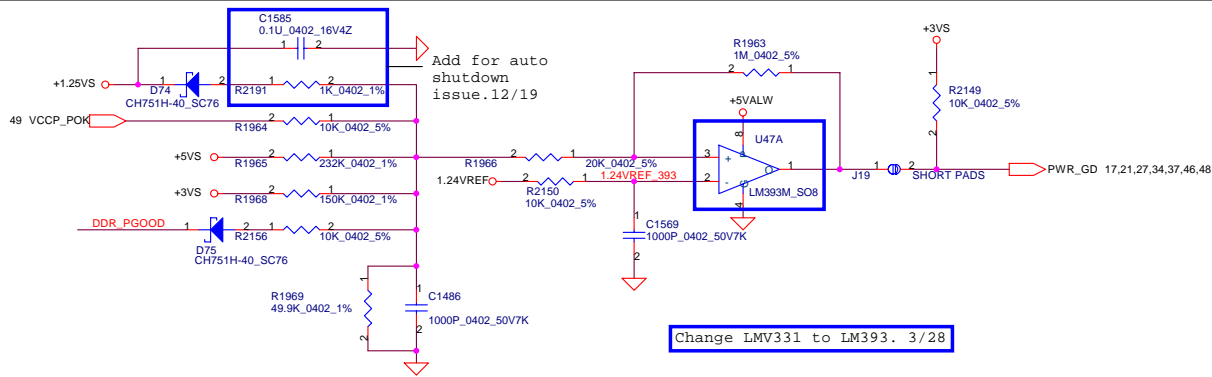 C1585
0.1U_0402_16V4Z
1 2
Add for auto
shutdown
issue.12/19
+1.25VS
1 2
D74
CH751H-40_SC76
R2191
1 2
1K_0402_1%
49 VCCP_POK
R1964
2 1
10K_0402_5%
+5VS
R1965
2 1
232K_0402_1%
+3VS
R1968
2 1
150K_0402_1%
DDR_PGOOD
1 2
D75
CH751H-40_SC76
R2156
2 1
10K_0402_5%
R1969
49.9K_0402_1%
1
2
C1486
1000P_0402_50V7K
1
2
R1966
2 1
20K_0402_5%
1.24VREF
2 1
R2150
10K_0402_5%
1.24VREF_393
C1569
1000P_0402_50V7K
1
2
R1963
1M_0402_5%
2 1
+5VALW
U47A
8
P
3
+
2
-
O
1
G
4
LM393M_SO8
+3VS
1
R2149
10K_0402_5%
2
J19
1 2
SHORT PADS
PWR_GD 17,21,27,34,37,46,48
Change LMV331 to LM393. 3/28